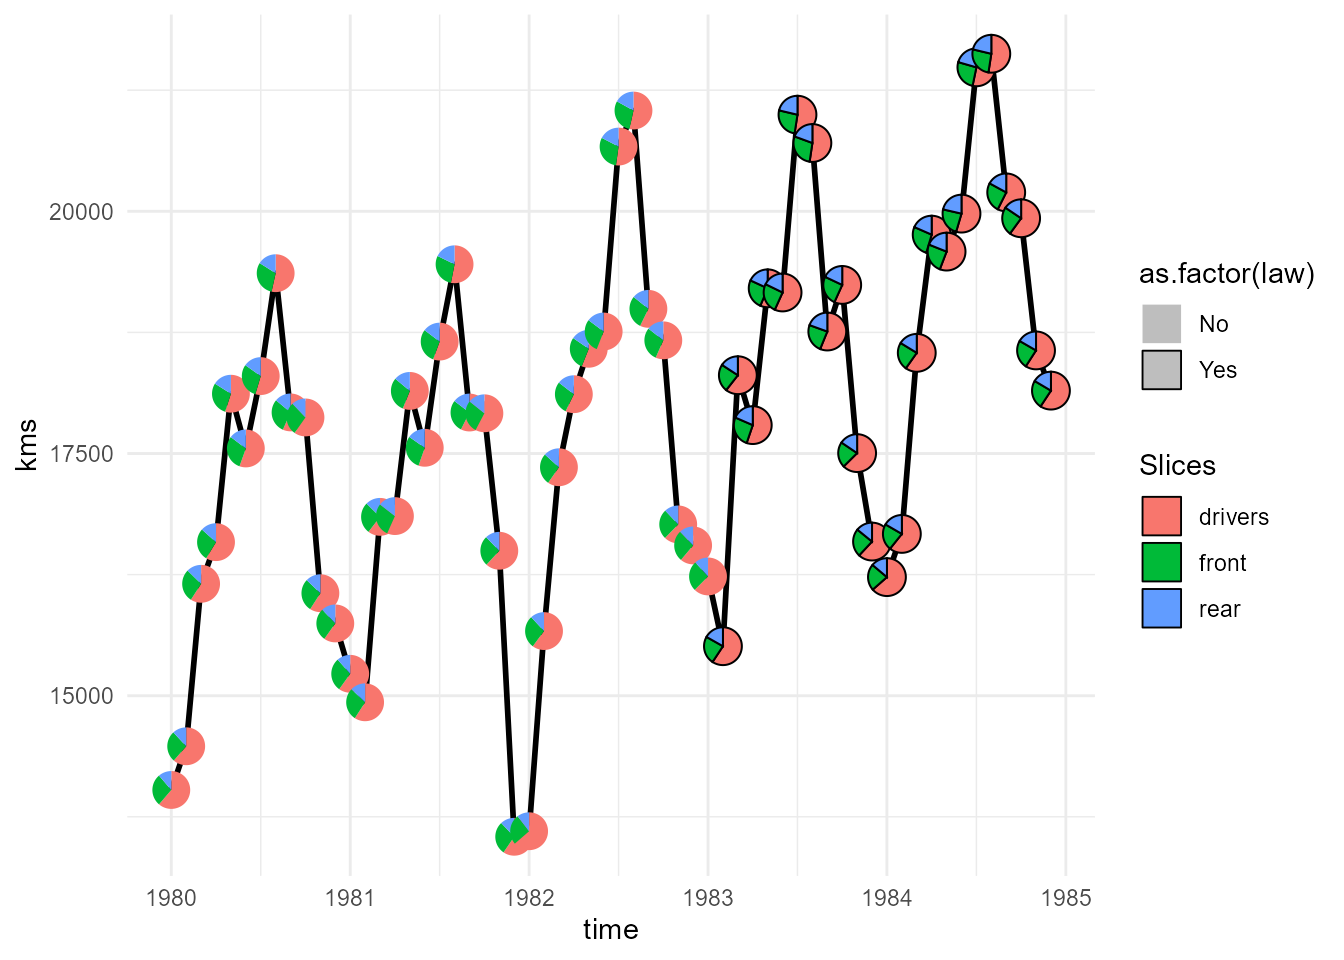 kms
20000
17500
15000
1980
1981
1982
1983
1984
1985
time
as.factor(law)
No
Yes
Slices
drivers
front
rear